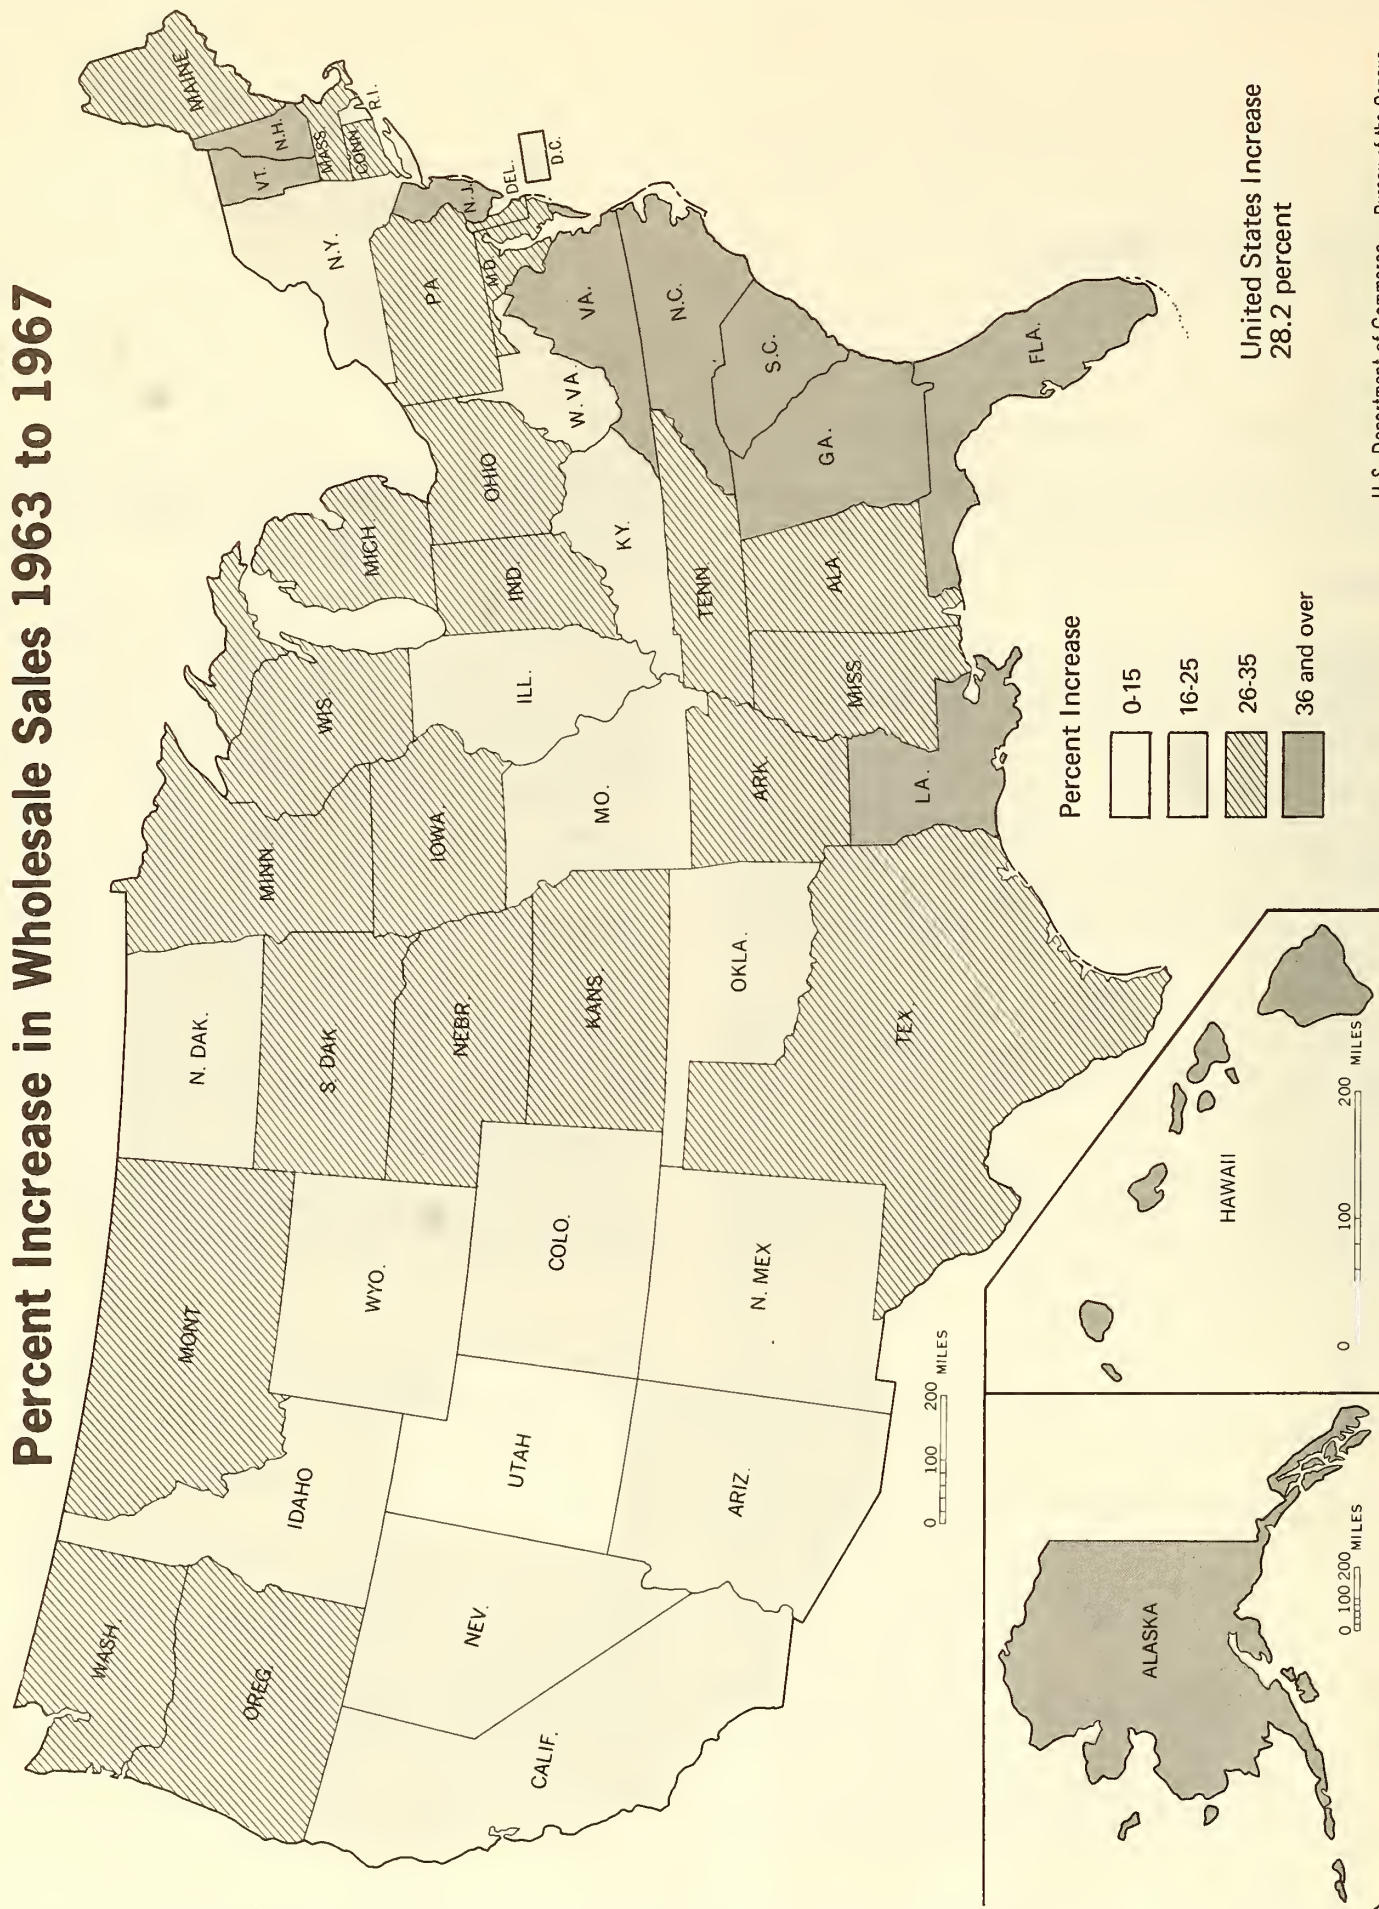 Percent Increase in Wholesale Sales 1963 to 1967
WASH.
OREG.
CALIF.
NEV.
IDAHO
MONT
WYO.
UTAH
ARIZ.
COLO.
N. MEX
N. DAK.
S. DAK
NEBR.
KANS.
OKLA.
TEX.
MINN.
IOWA.
MO.
ARK.
LA.
WIS.
ILL.
MICH
IND.
OHIO
KY.
TENN.
MISS.
ALA.
GA.
FLA.
S.C.
N.C.
VA.
W. VA.
PA
N.Y.
MD.
DEL.
D.C.
N.J.
CONN.
R.I.
MASS.
VT.
N.H.
MAINE
0 100 200 MILES
ALASKA
0 100 200 MILES
HAWAII
0 100 200 MILES
Percent Increase
0-15
16-25
26-35
36 and over
United States Increase
28.2 percent